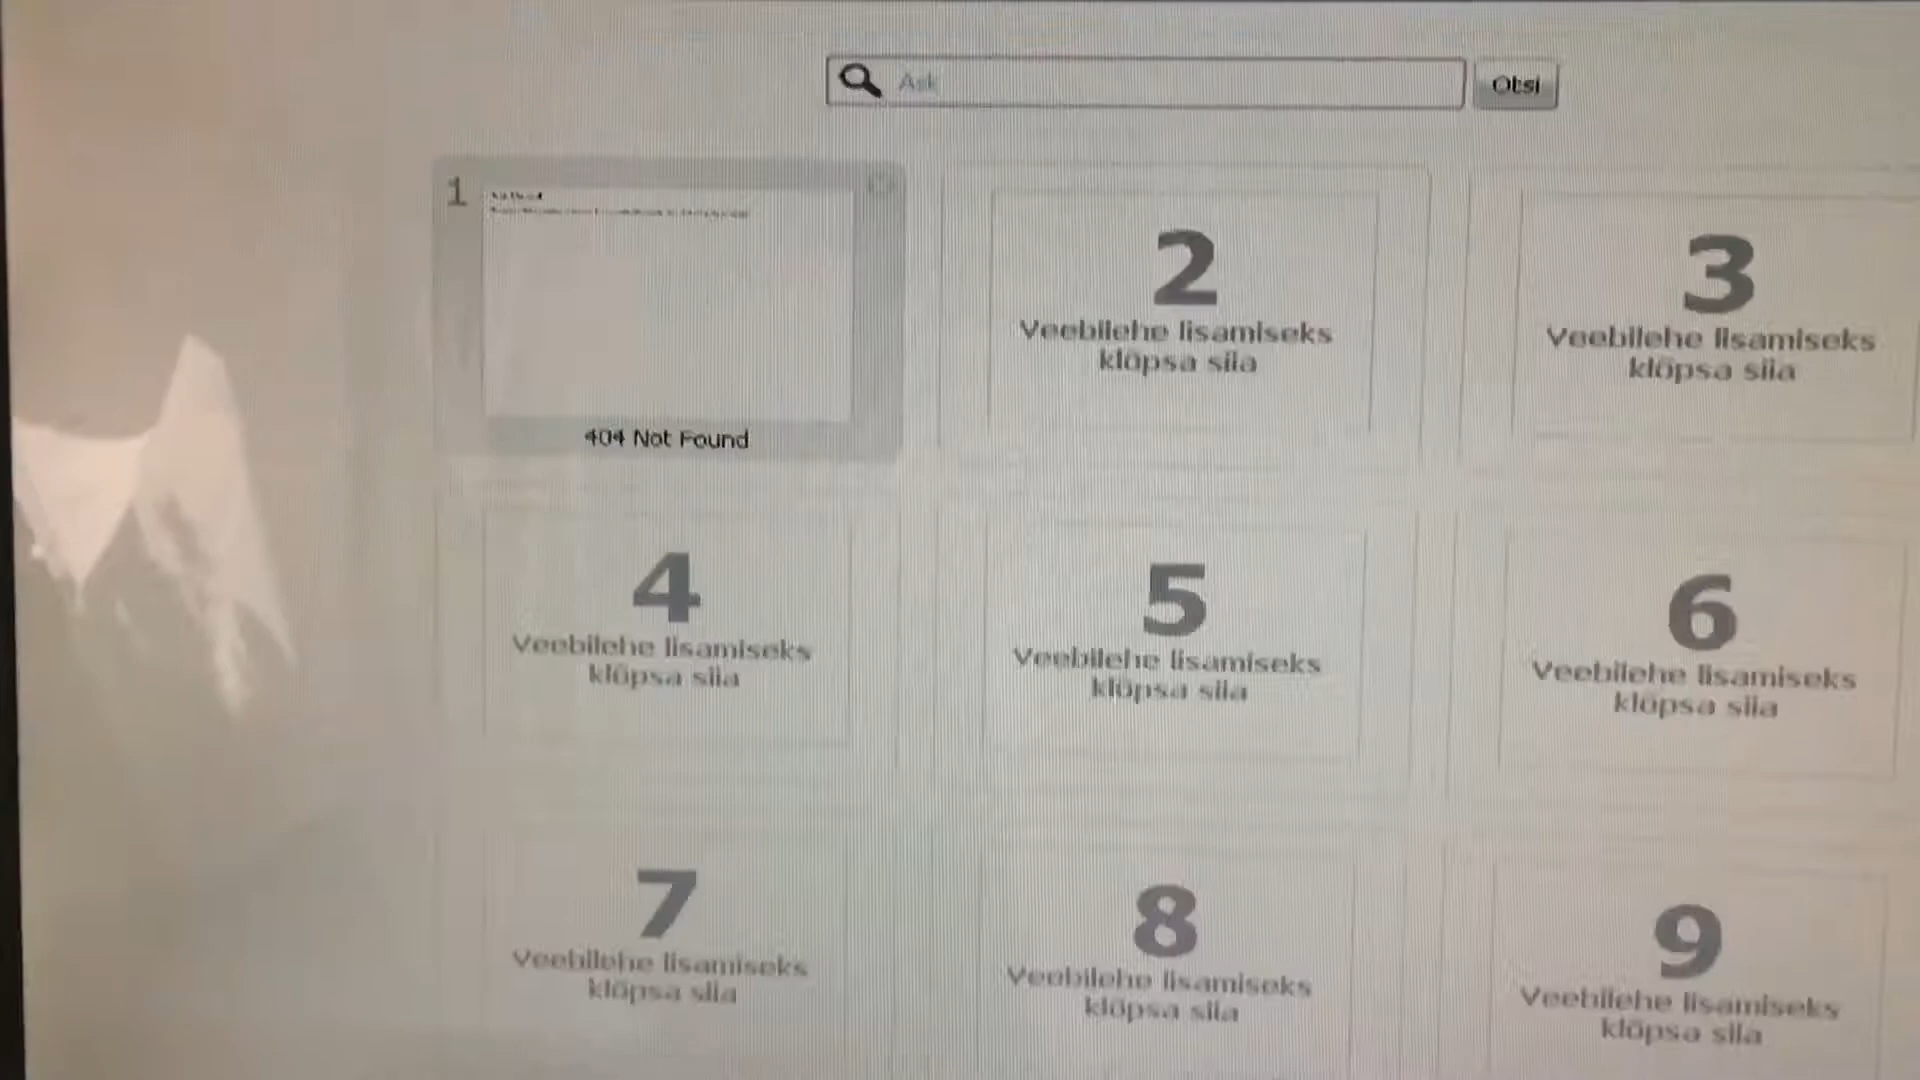 Ask
Otsi
1
404 Not Found
2
Veebilehe lisamiseks
klõpsa siia
3
Veebilehe lisamiseks
klõpsa siia
4
Veebilehe lisamiseks
klõpsa siia
5
Veebilehe lisamiseks
klõpsa siia
6
Veebilehe lisamiseks
klõpsa siia
7
Veebilehe lisamiseks
klõpsa siia
8
Veebilehe lisamiseks
klõpsa siia
9
Veebilehe lisamiseks
klõpsa siia